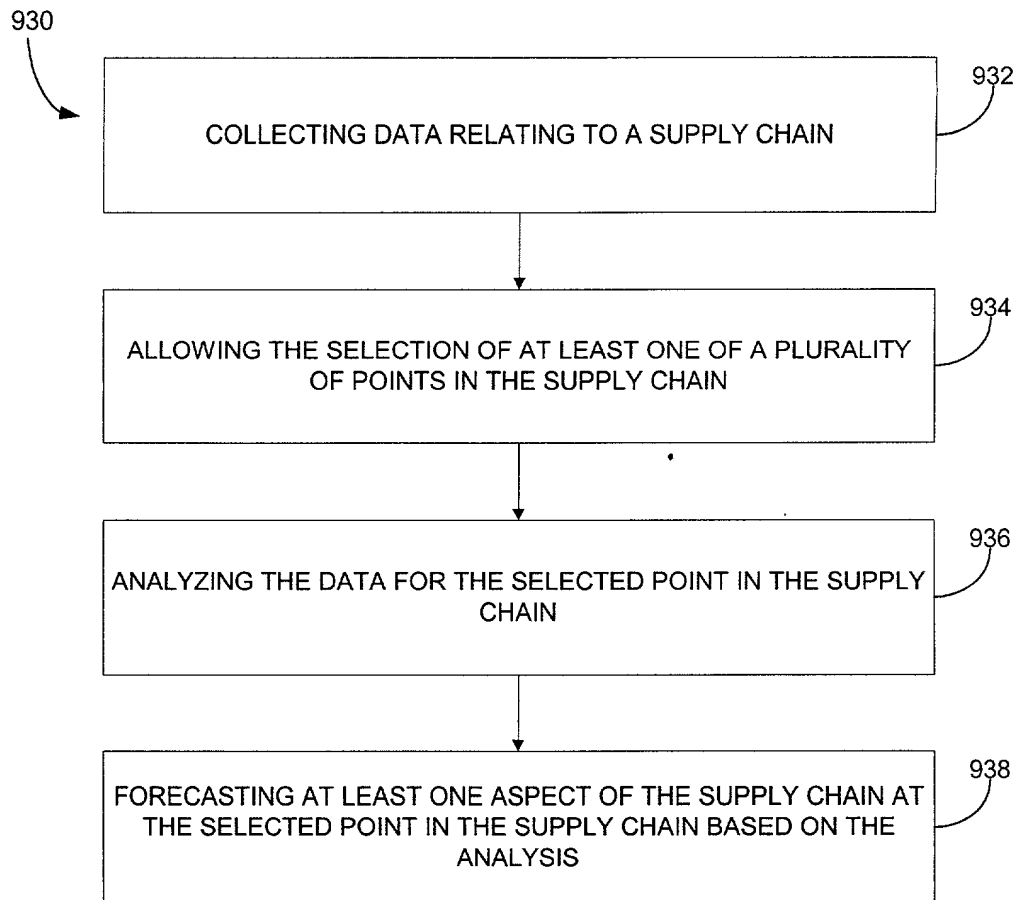 930
932
COLLECTING DATA RELATING TO A SUPPLY CHAIN
934
ALLOWING THE SELECTION OF AT LEAST ONE OF A PLURALITY
OF POINTS IN THE SUPPLY CHAIN
936
ANALYZING THE DATA FOR THE SELECTED POINT IN THE SUPPLY
CHAIN
938
FORECASTING AT LEAST ONE ASPECT OF THE SUPPLY CHAIN AT
THE SELECTED POINT IN THE SUPPLY CHAIN BASED ON THE
ANALYSIS